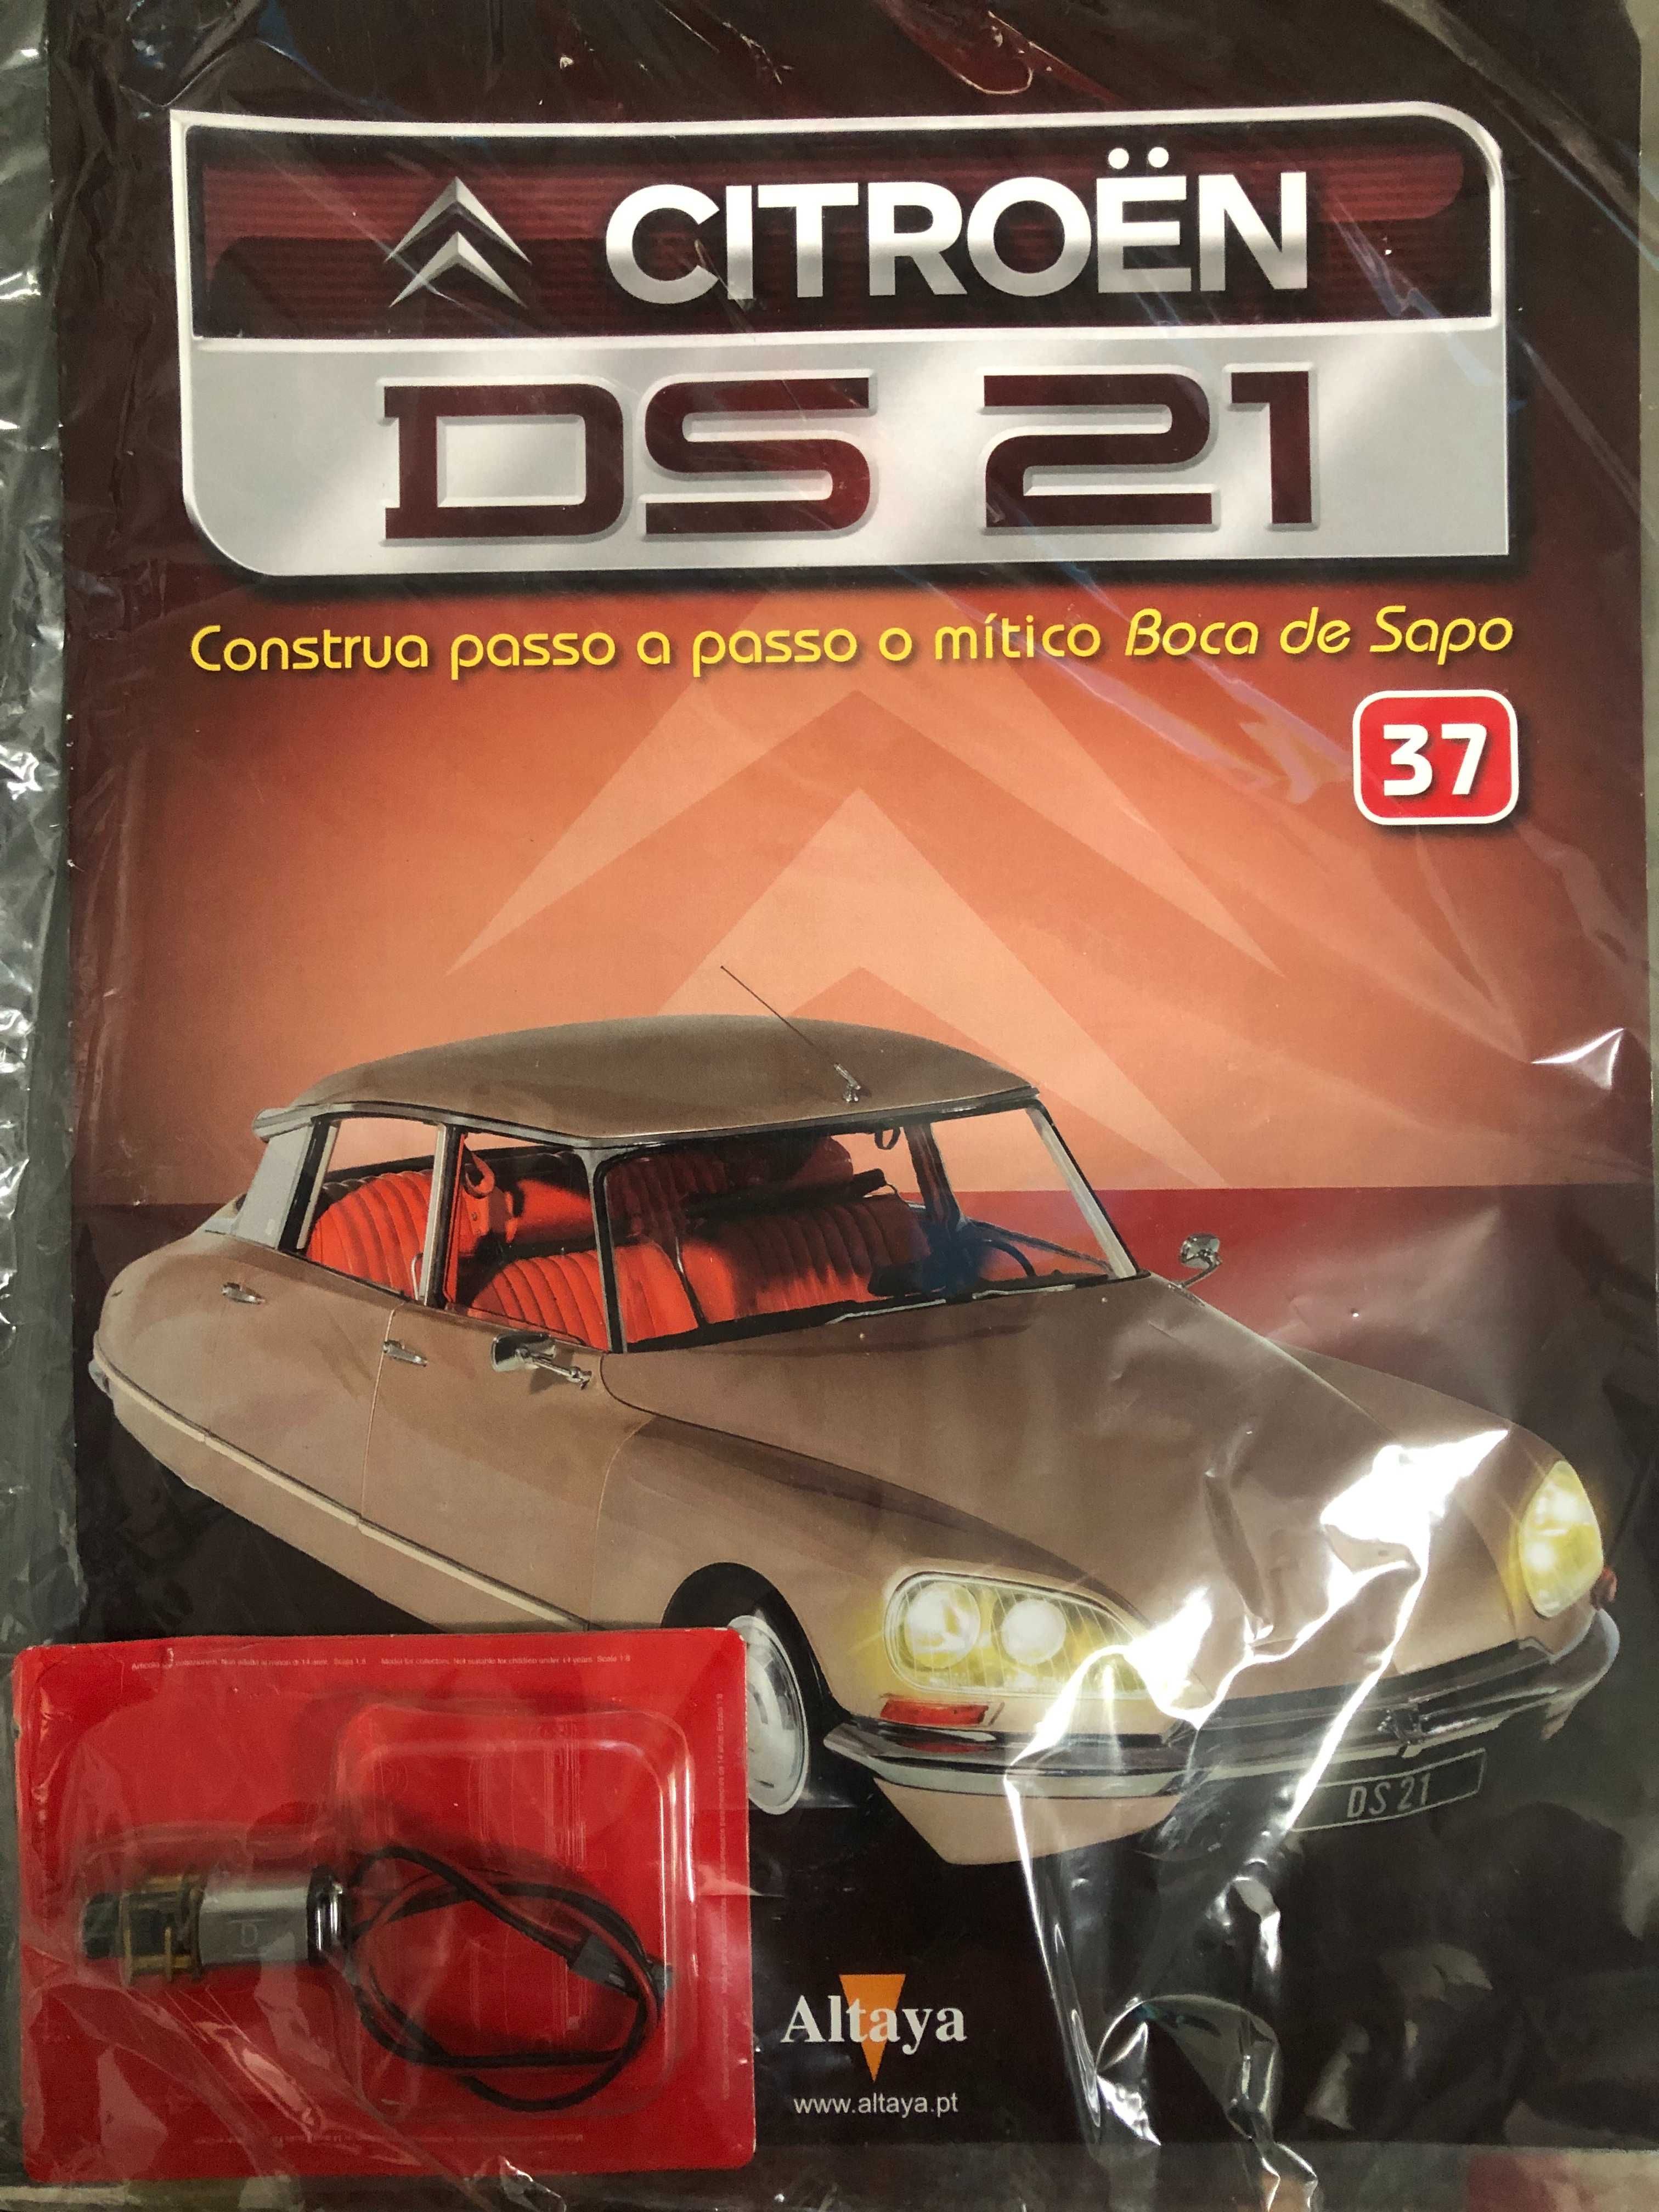 CITROËN
DS 21
Construa passo a passo o mítico Boca de Sapo
37
DS 21
D
Altaya
www.altaya.pt